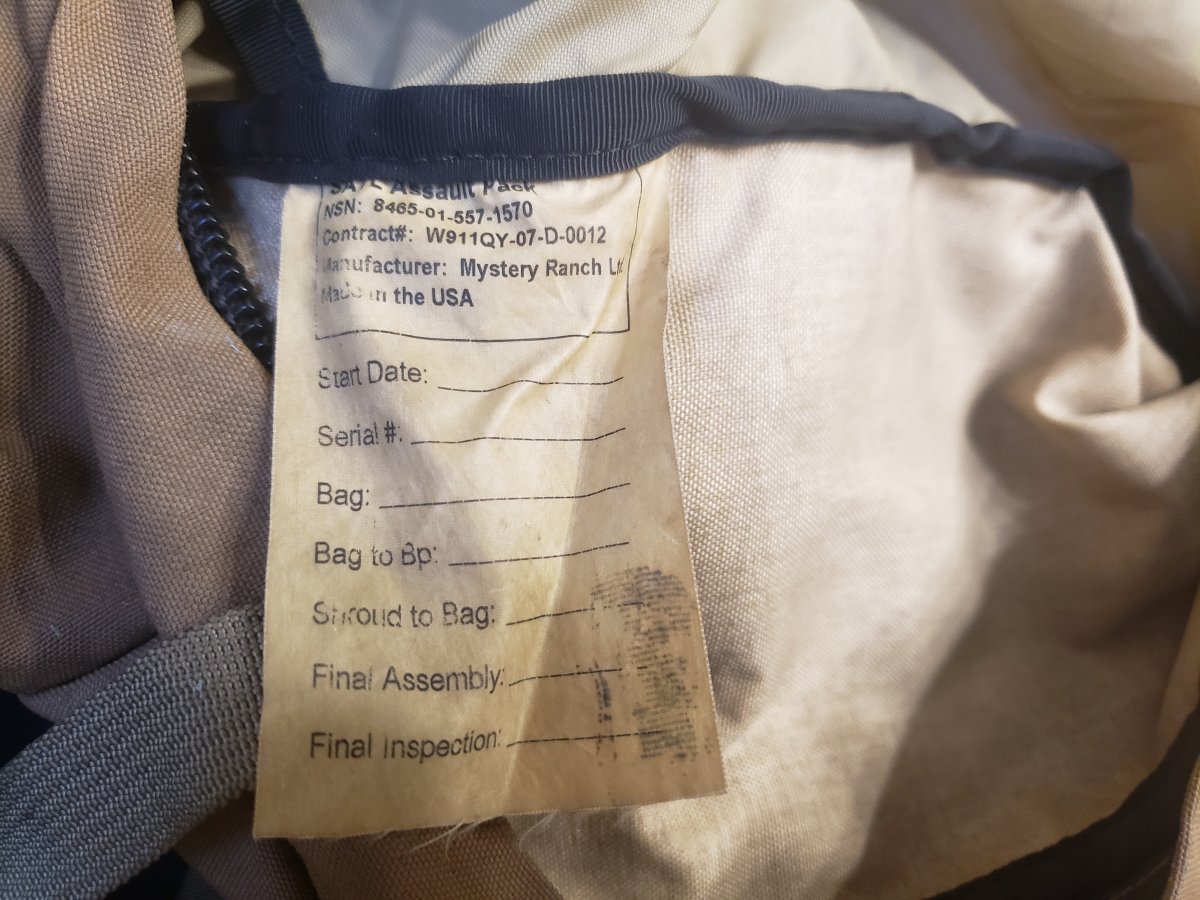 Assault Pack
NSN: 8465-01-557-1570
Contract#: W911QY-07-D-0012
Manufacturer: Mystery Ranch
Made in the USA
Start Date:
Serial #:
Bag:
Bag to Bp:
Shroud to Bag:
Final Assembly:
Final Inspection: